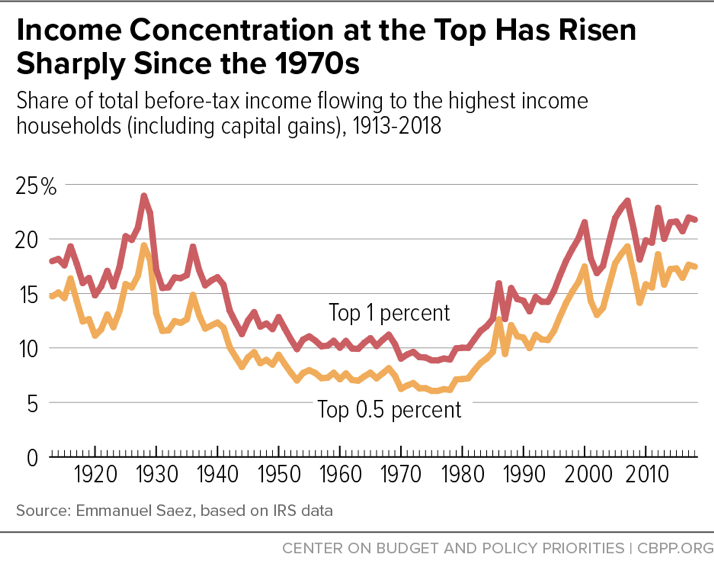 Income Concentration at the Top Has Risen
Sharply Since the 1970s
Share of total before-tax income flowing to the highest income
households (including capital gains), 1913-2018
25%
20
15
10
5
0
Top 1 percent
Top 0.5 percent
1920 1930 1940 1950 1960 1970 1980 1990 2000 2010
Source: Emmanuel Saez, based on IRS data
CENTER ON BUDGET AND POLICY PRIORITIES | CBPP.ORG